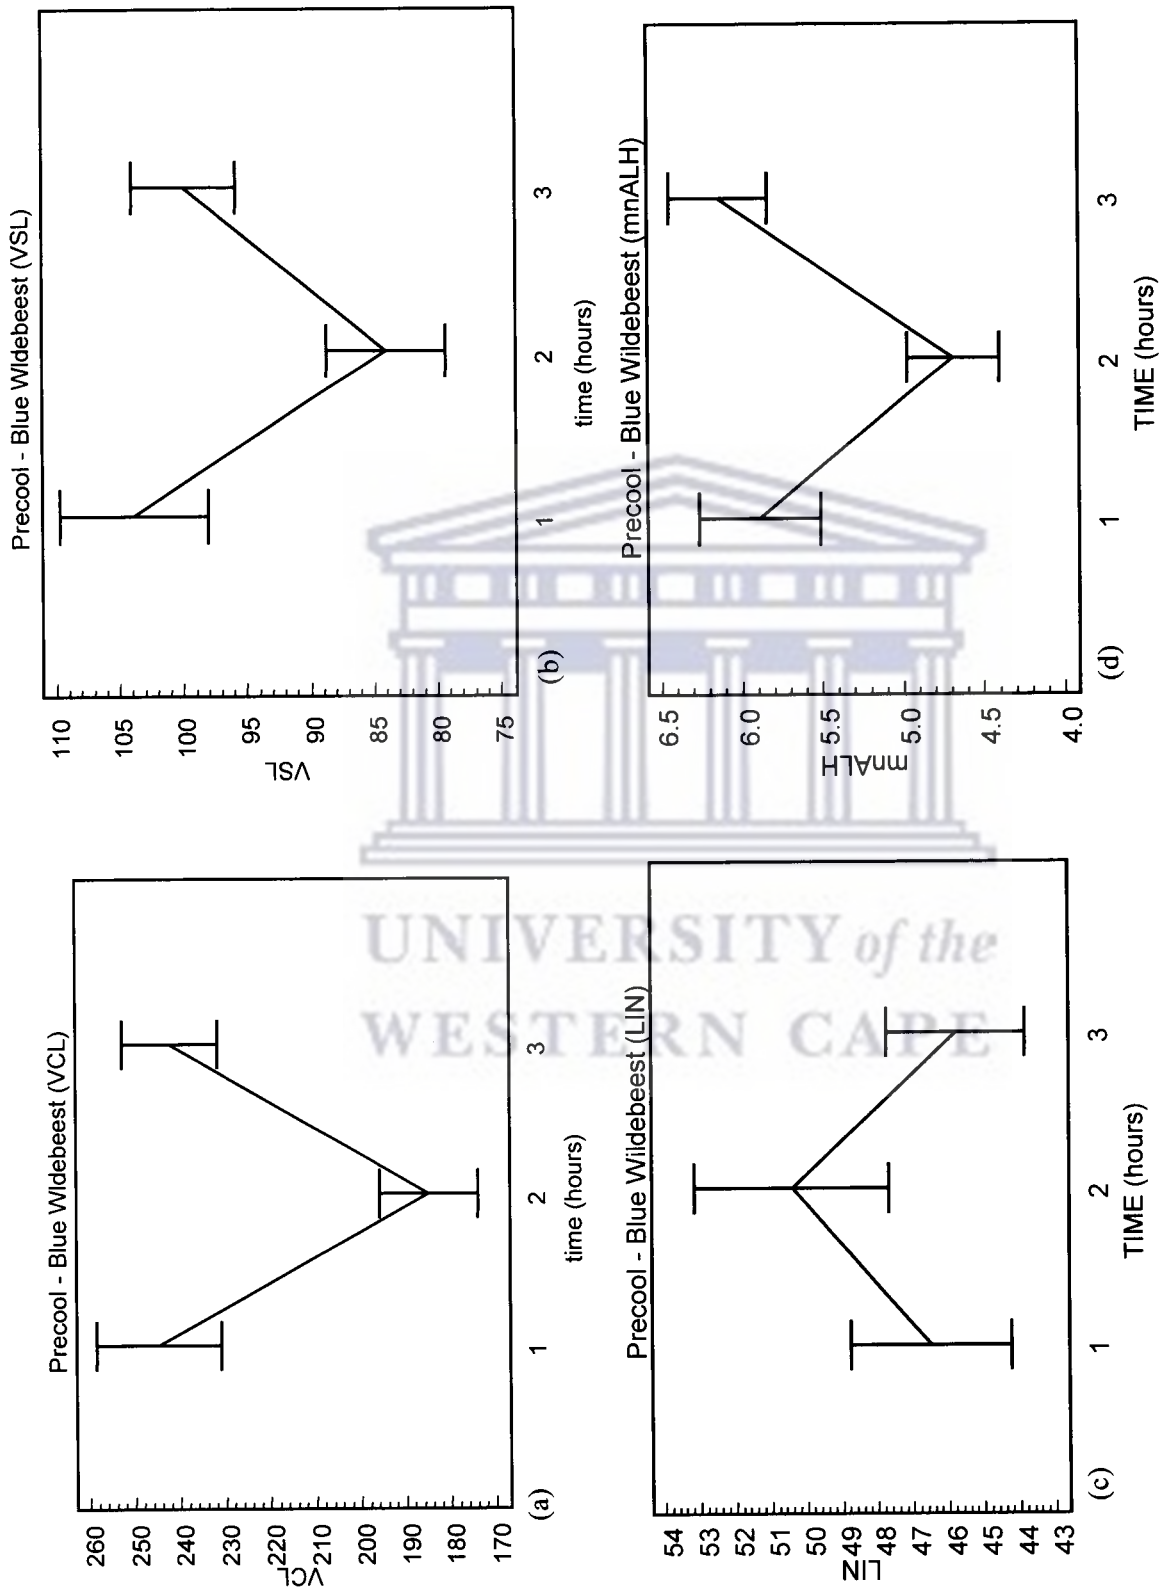 Precool - Blue Widebeest (VCL)
260
250
240
230
220
210
200
190
180
170
VCL
1
2
3
time (hours)
(a)
Precool - Blue Widebeest (VSL)
110
105
100
95
90
85
80
75
VSL
1
2
3
time (hours)
(b)
Precool - Blue Wildebeest (LIN)
54
53
52
51
50
49
48
47
46
45
44
43
LIN
1
2
3
TIME (hours)
(c)
Precool - Blue Wildebeest (mnALH)
6.5
6.0
5.5
5.0
4.5
4.0
mnALH
1
2
3
TIME (hours)
(d)
UNIVERSITY of the
WESTERN CAPE